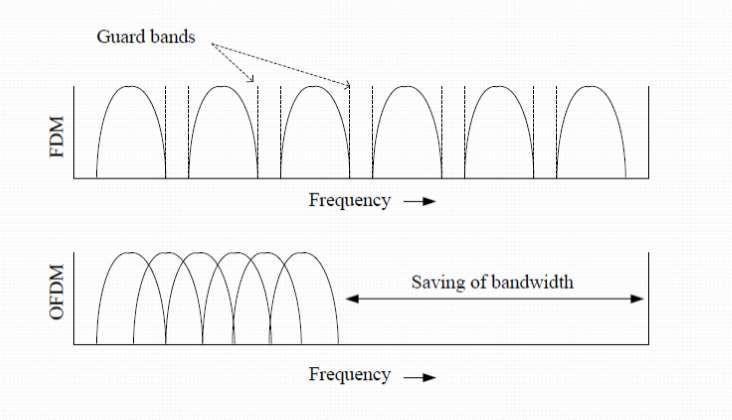 Guard bands
FDM
Frequency
OFDM
Saving of bandwidth
Frequency